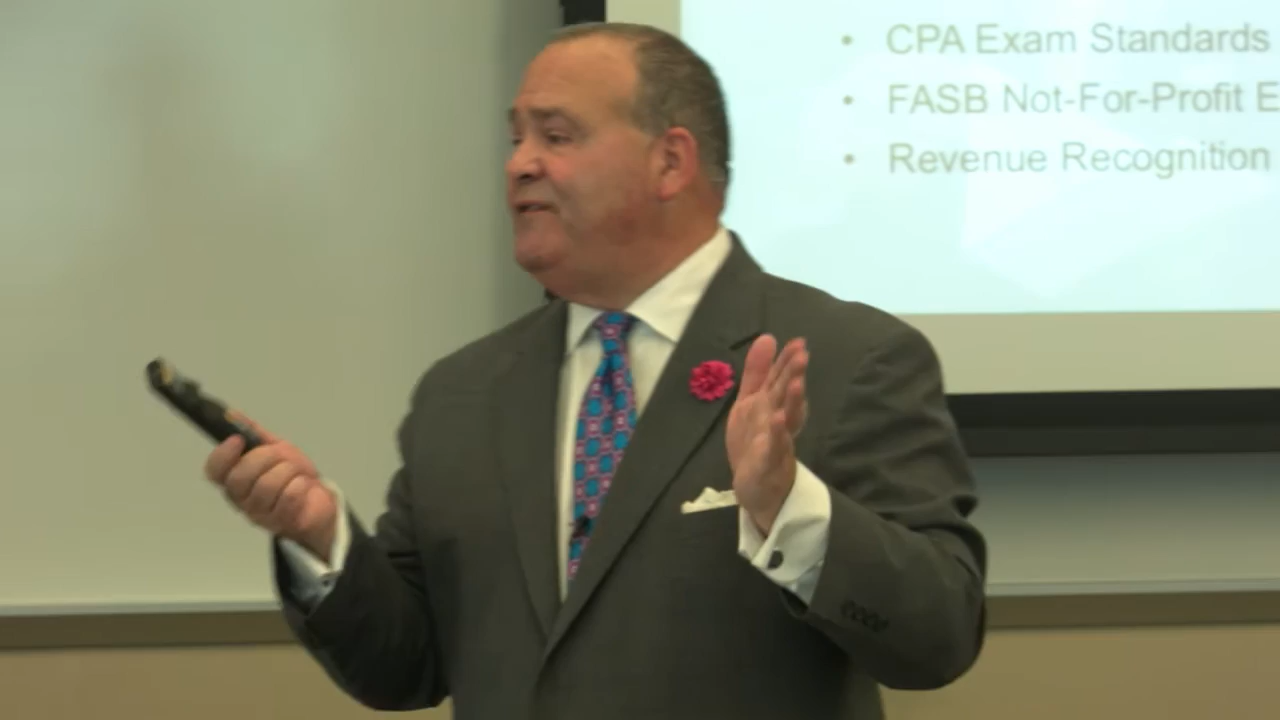 • CPA Exam Standards
• FASB Not-For-Profit E
• Revenue Recognition